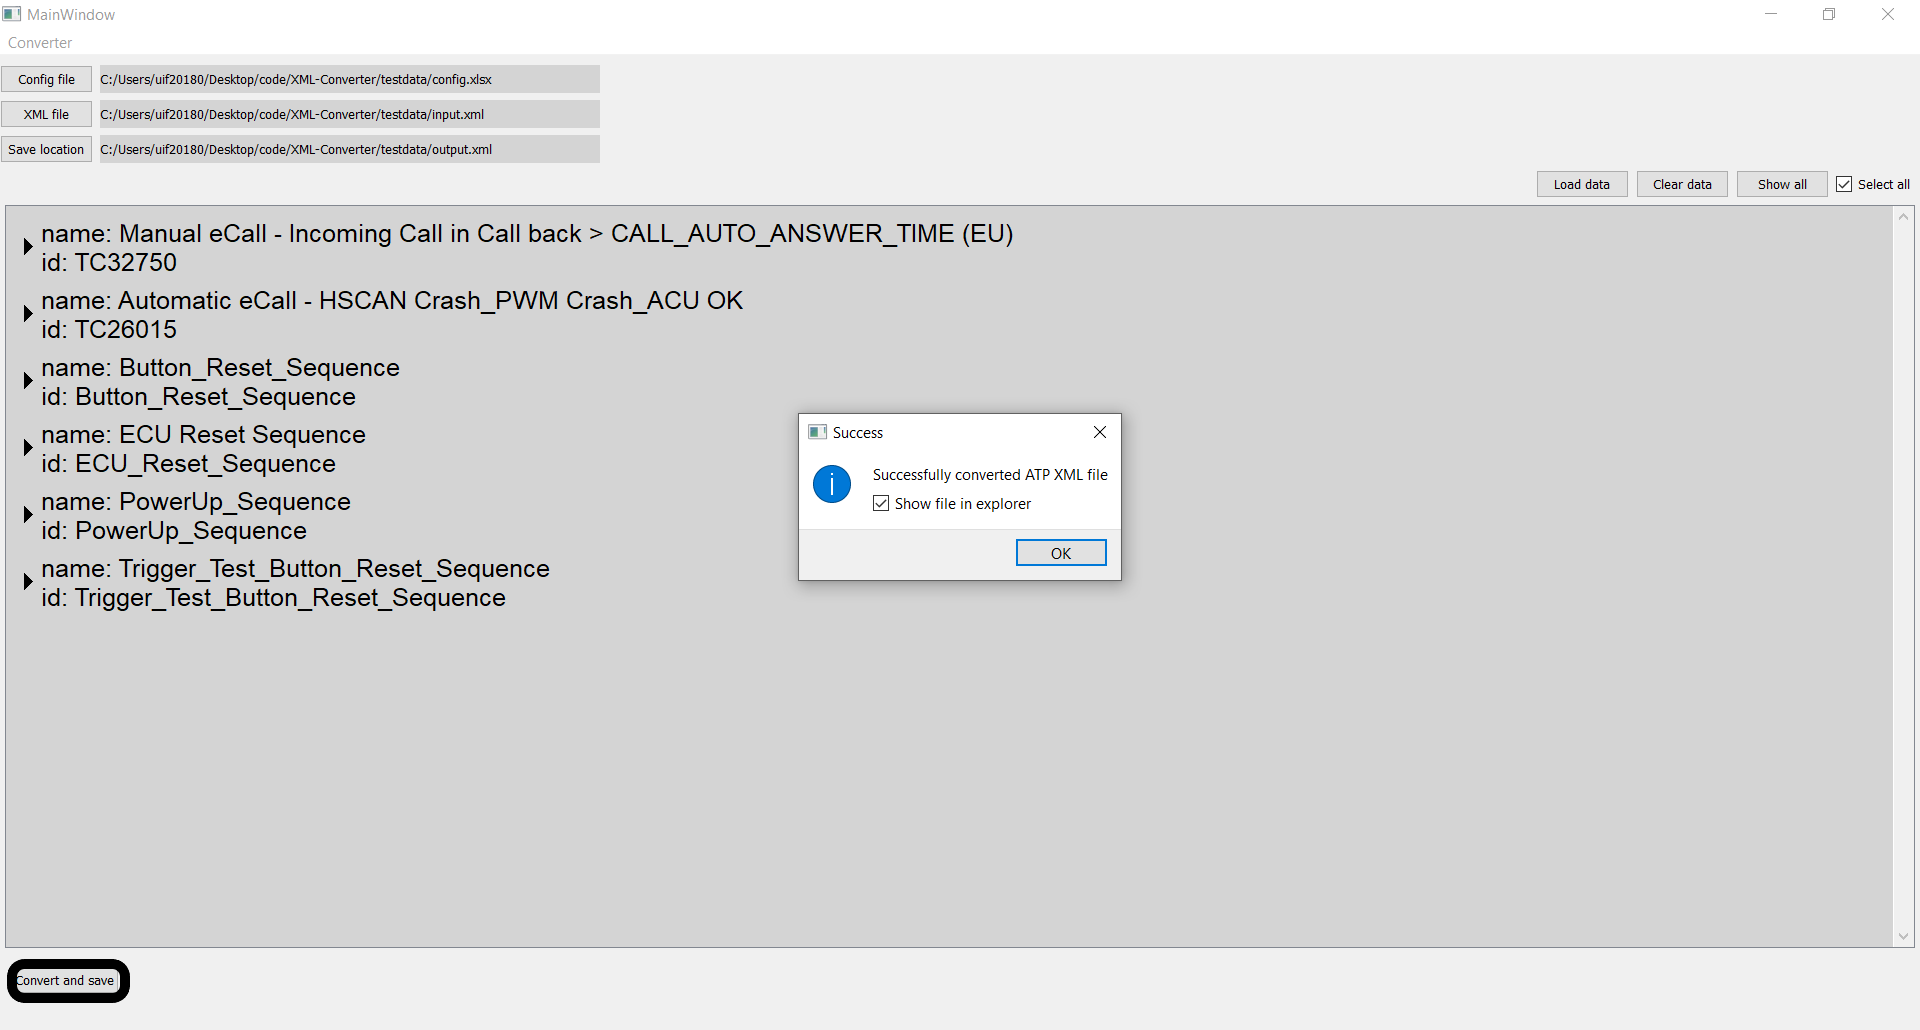 MainWindow
Converter
Config file C:/Users/uif20180/Desktop/code/XML-Converter/testdata/config.xlsx
XML file C:/Users/uif20180/Desktop/code/XML-Converter/testdata/input.xml
Save location C:/Users/uif20180/Desktop/code/XML-Converter/testdata/output.xml
Load data Clear data Show all Select all
name: Manual eCall - Incoming Call in Call back > CALL_AUTO_ANSWER_TIME (EU)
id: TC32750
name: Automatic eCall - HSCAN Crash_PWM Crash_ACU OK
id: TC26015
name: Button_Reset_Sequence
id: Button_Reset_Sequence
name: ECU Reset Sequence
id: ECU_Reset_Sequence
name: PowerUp_Sequence
id: PowerUp_Sequence
name: Trigger_Test_Button_Reset_Sequence
id: Trigger_Test_Button_Reset_Sequence
Success
Successfully converted ATP XML file
Show file in explorer
OK
Convert and save